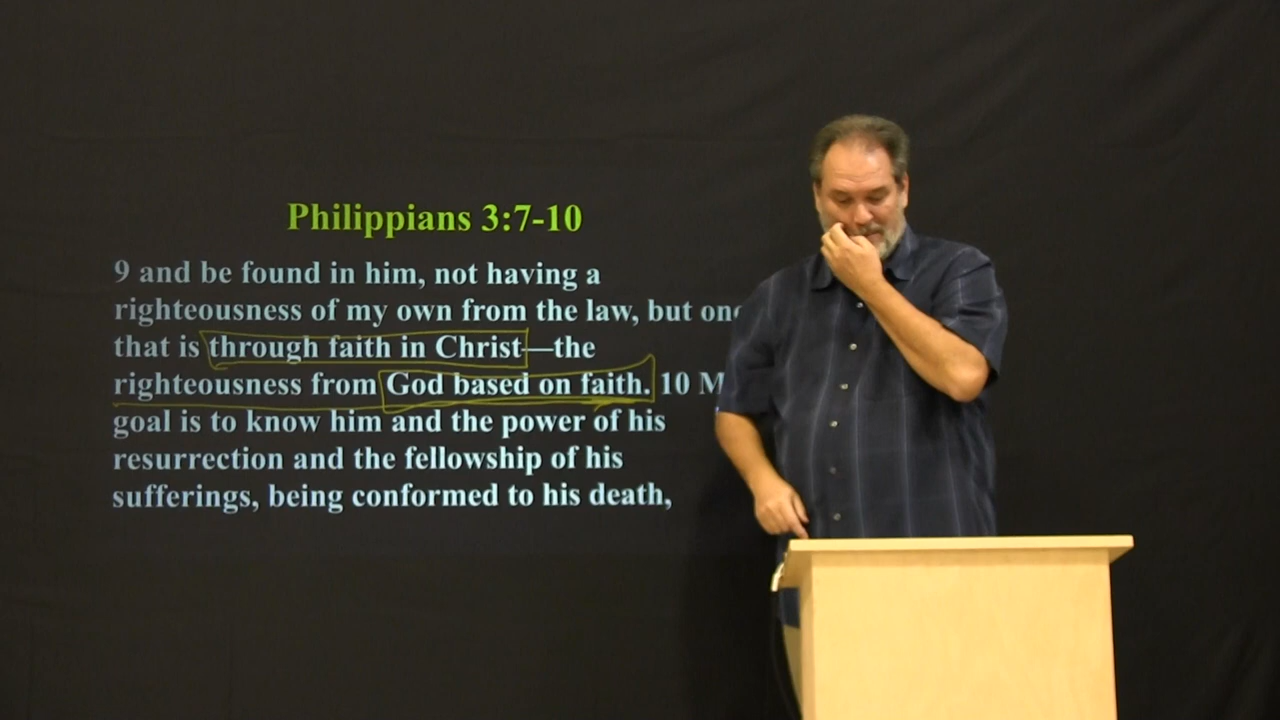 Philippians 3:7-10
9 and be found in him, not having a
righteousness of my own from the law, but one
that is through faith in Christ—the
righteousness from God based on faith. 10 M
goal is to know him and the power of his
resurrection and the fellowship of his
sufferings, being conformed to his death,